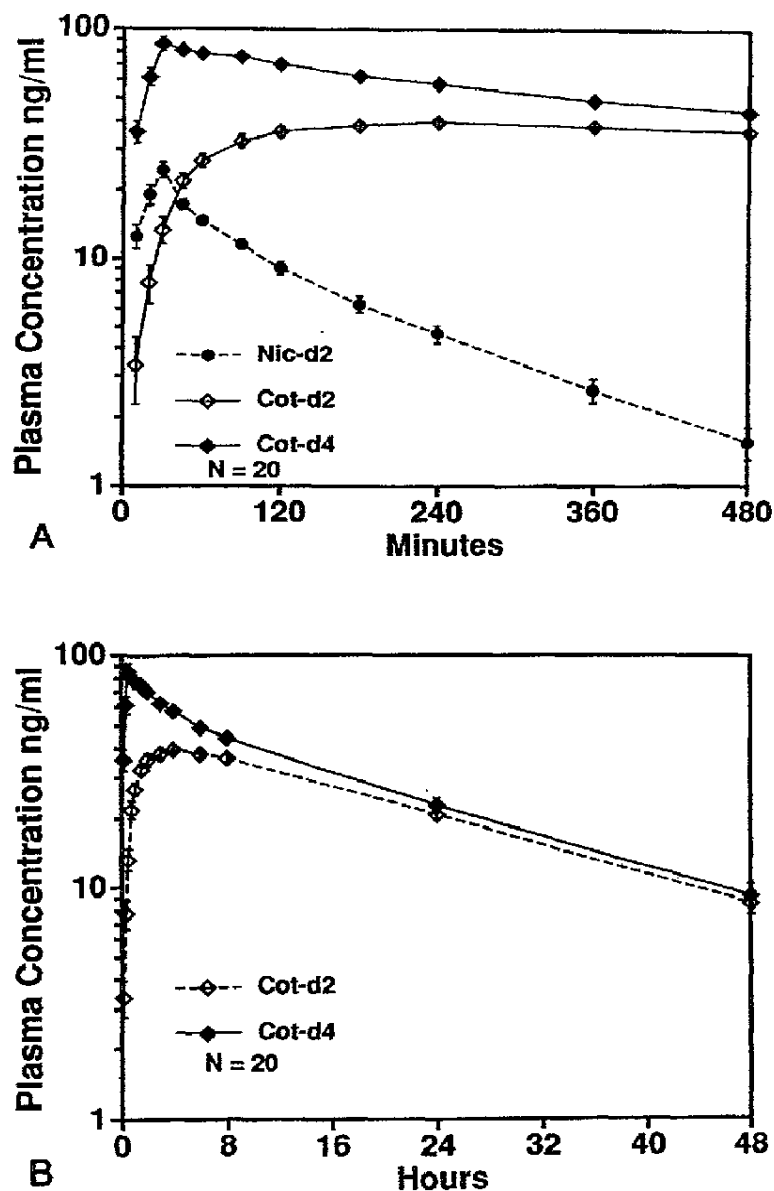 100
10
1
Plasma Concentration ng/ml
Nic-d2
Cot-d2
Cot-d4
N = 20
0 120 240 360 480
Minutes
A
100
10
1
Plasma Concentration ng/ml
Cot-d2
Cot-d4
N = 20
0 8 16 24 32 40 48
Hours
B